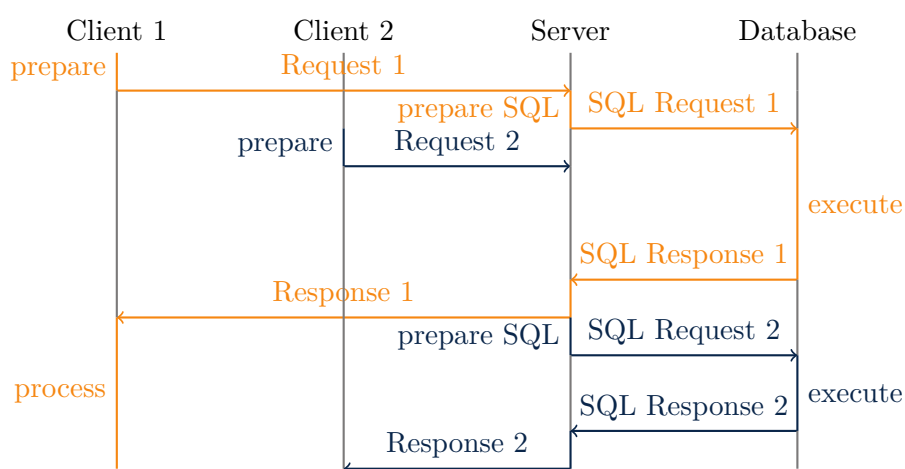 Client 1
Client 2
Server
Database
prepare
Request 1
prepare SQL
SQL Request 1
prepare
Request 2
execute
SQL Response 1
Response 1
prepare SQL
SQL Request 2
process
execute
SQL Response 2
Response 2